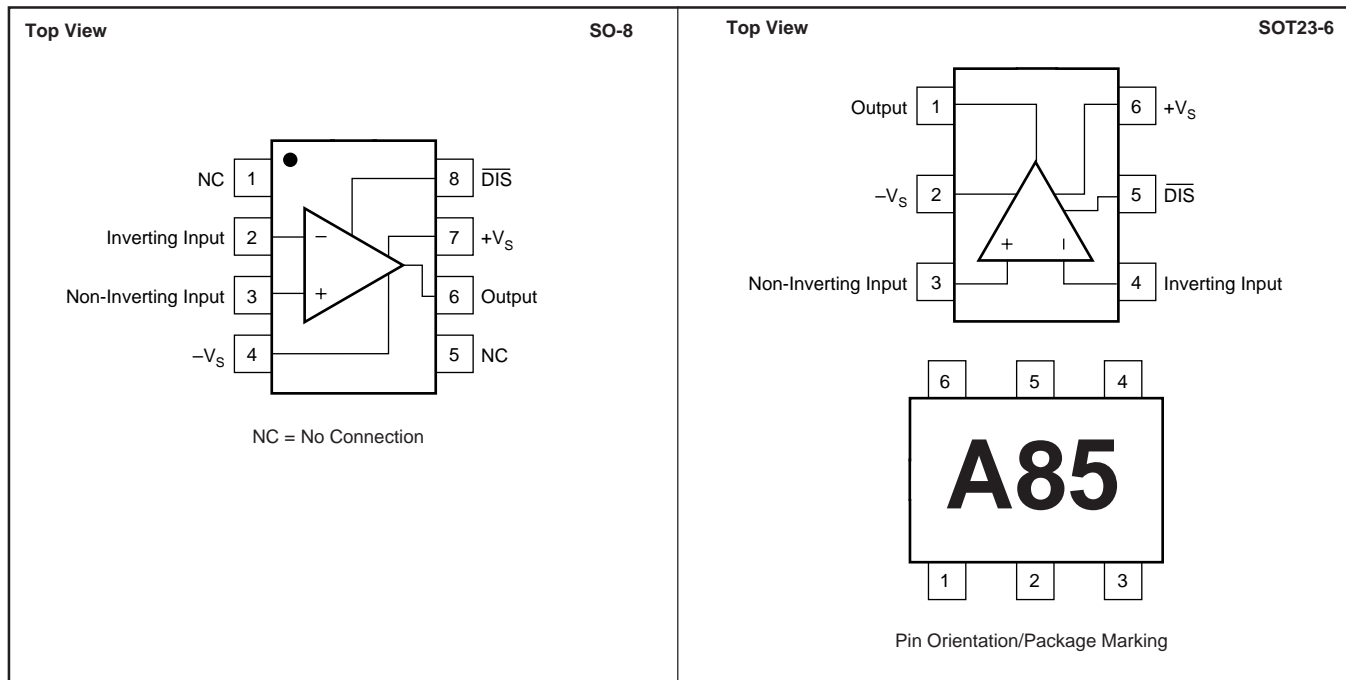 Top View SO-8
NC 1 8 D̅I̅S̅
Inverting Input 2 − 7 +VS
Non-Inverting Input 3 + 6 Output
–VS 4 5 NC
NC = No Connection
Top View SOT23-6
Output 1 6 +VS
–VS 2 5 D̅I̅S̅
+ −
Non-Inverting Input 3 4 Inverting Input
6 5 4
A85
1 2 3
Pin Orientation/Package Marking